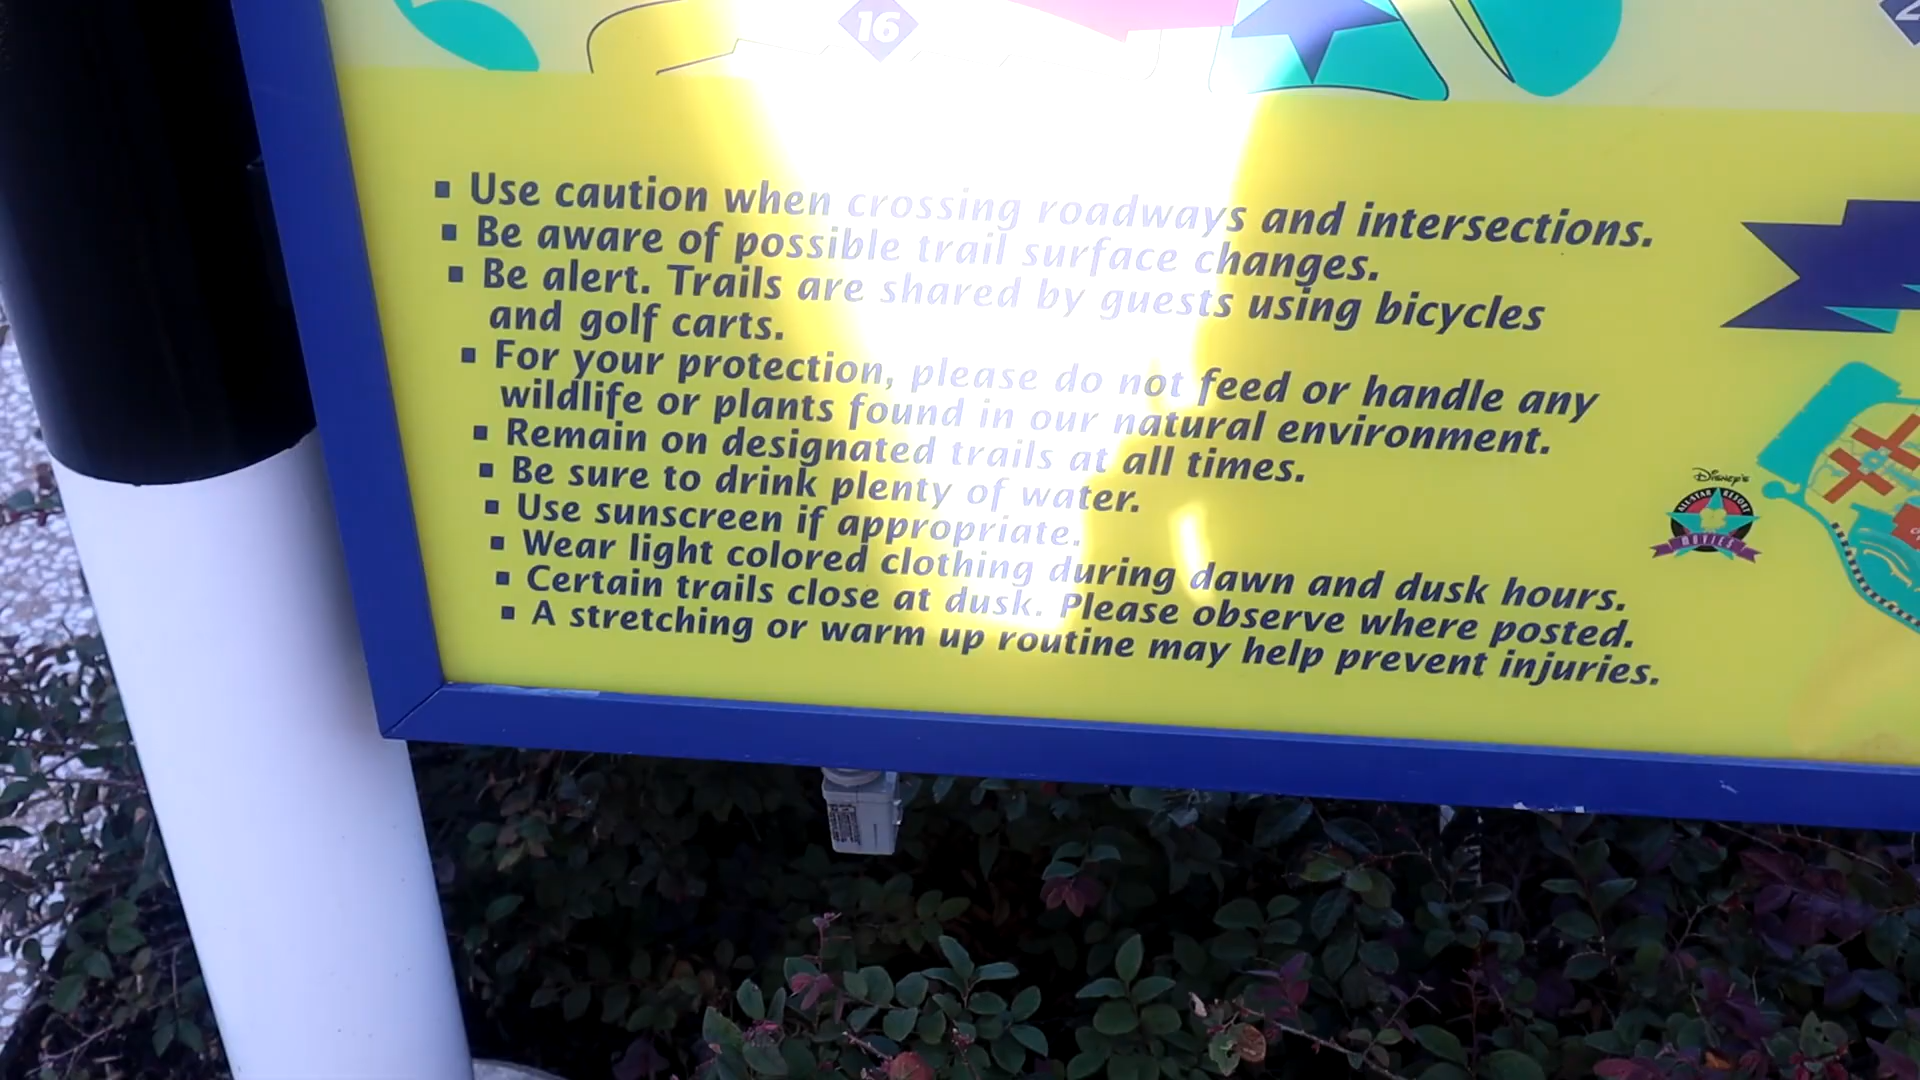 16
▪ Use caution when crossing roadways and intersections.
▪ Be aware of possible trail surface changes.
▪ Be alert. Trails are shared by guests using bicycles
and golf carts.
▪ For your protection, please do not feed or handle any
wildlife or plants found in our natural environment.
▪ Remain on designated trails at all times.
▪ Be sure to drink plenty of water.
▪ Use sunscreen if appropriate.
▪ Wear light colored clothing during dawn and dusk hours.
▪ Certain trails close at dusk. Please observe where posted.
▪ A stretching or warm up routine may help prevent injuries.
Disney's
ALL-STAR RESORT
MOVIES